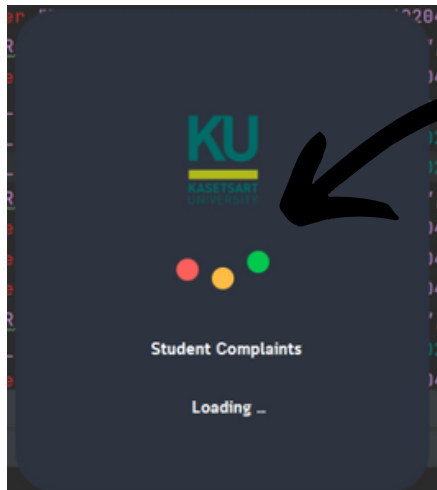 KU
KASETSART
UNIVERSITY
Student Complaints
Loading ...